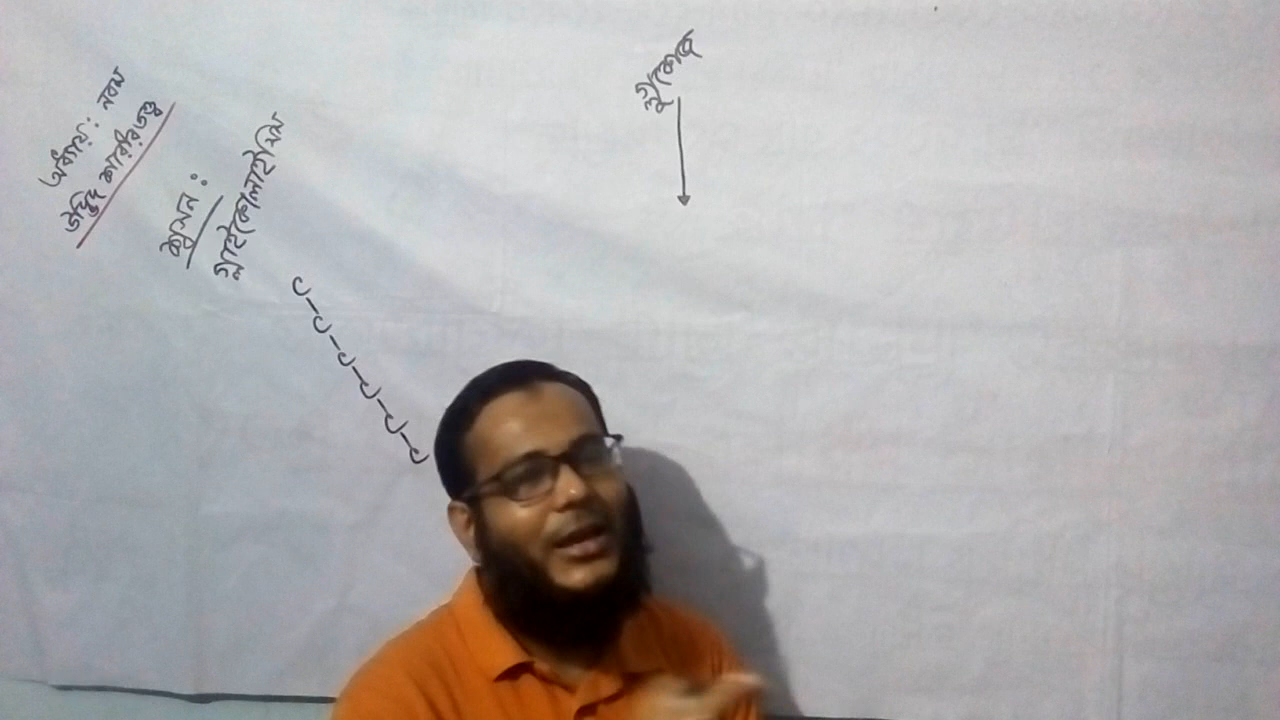 অধ্যায়: নবম
উদ্ভিদ শারীরতত্ত্ব
শ্বসন:
গ্লাইকোলাইসিস
C-C-C-C-C-C
গ্লুকোজ